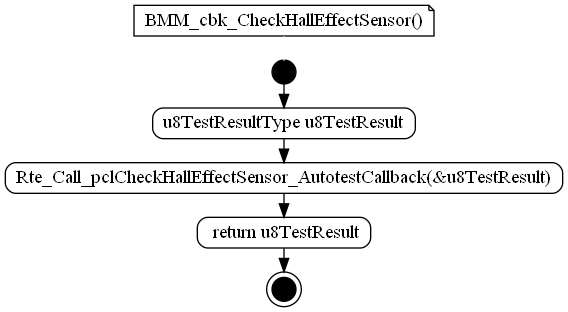 BMM_cbk_CheckHallEffectSensor()
u8TestResultType u8TestResult
Rte_Call_pclCheckHallEffectSensor_AutotestCallback(&u8TestResult)
return u8TestResult